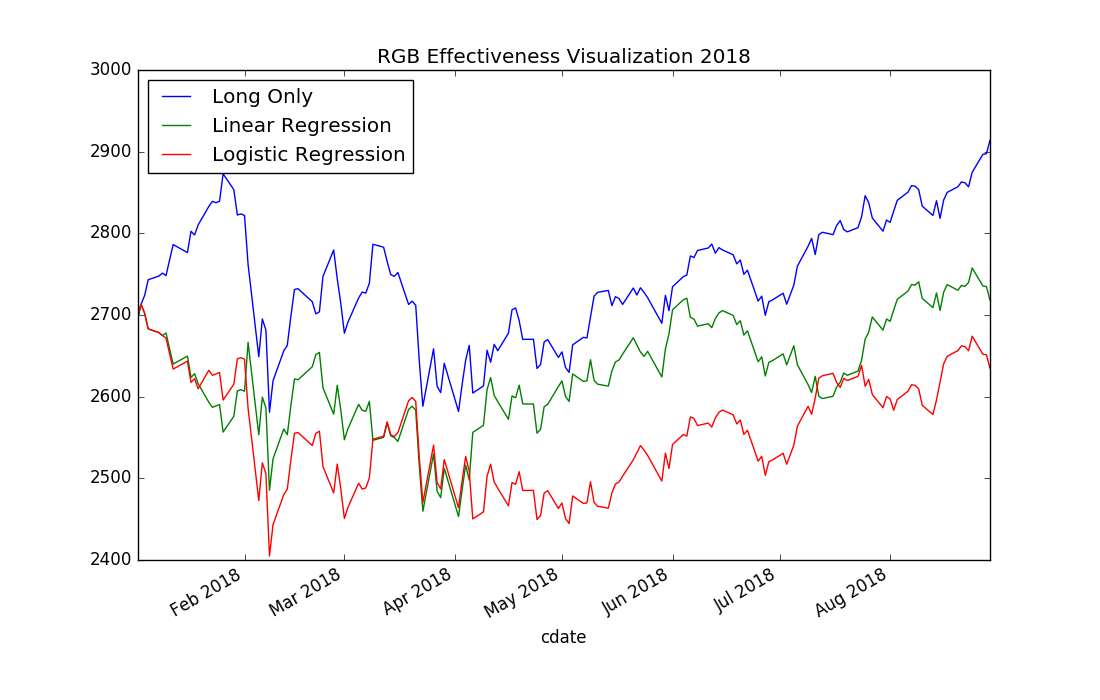 RGB Effectiveness Visualization 2018
3000
2900
2800
2700
2600
2500
2400
Long Only
Linear Regression
Logistic Regression
Feb 2018
Mar 2018
Apr 2018
May 2018
Jun 2018
Jul 2018
Aug 2018
cdate